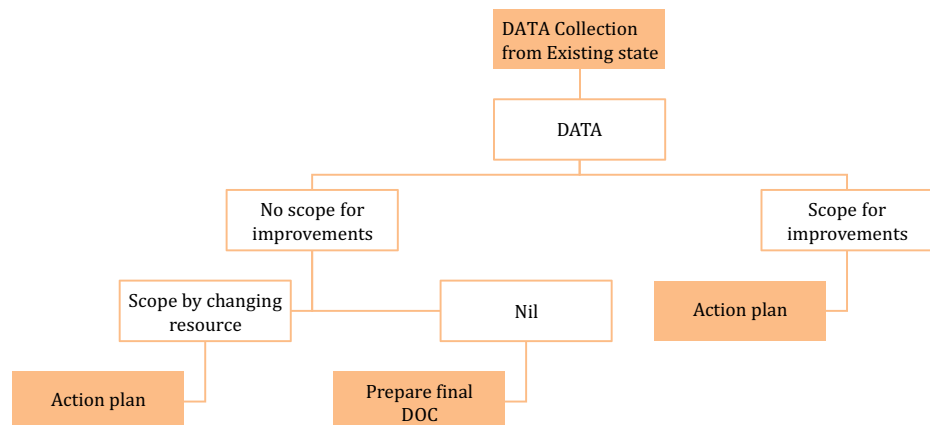 DATA Collection
from Existing state
DATA
No scope for
improvements
Scope for
improvements
Scope by changing
resource
Nil
Action plan
Action plan
Prepare final
DOC